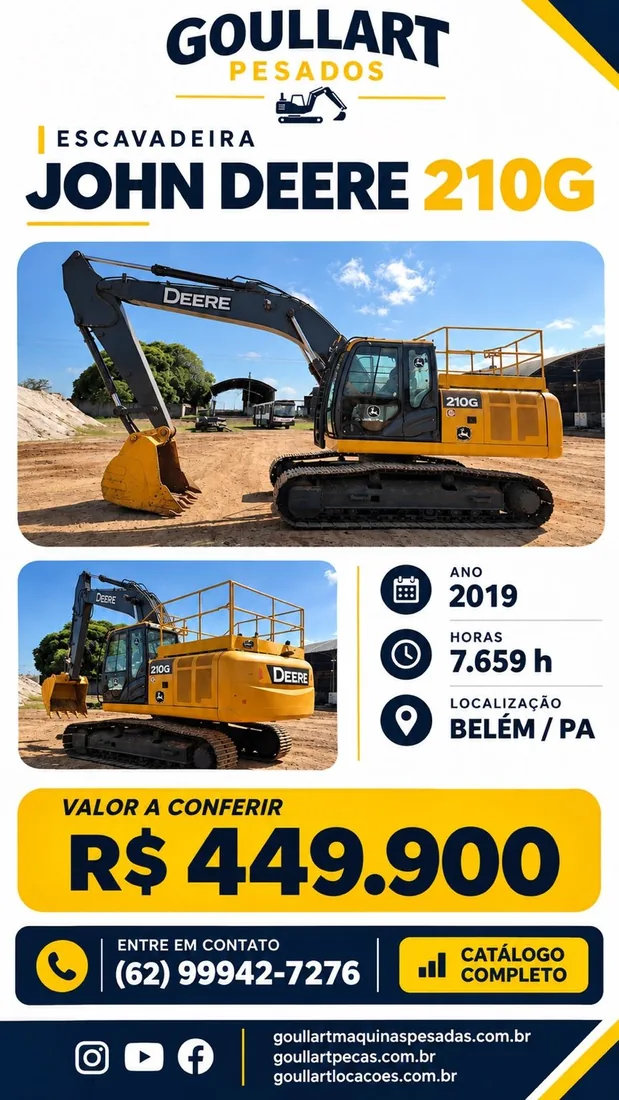 GOULLART
PESADOS
ESCAVADEIRA
JOHN DEERE 210G
DEERE
210G
DEERE
210G
DEERE
ANO
2019
HORAS
7.659 h
LOCALIZAÇÃO
BELÉM / PA
VALOR A CONFERIR
R$ 449.900
ENTRE EM CONTATO
(62) 99942-7276
CATÁLOGO
COMPLETO
goullartmaquinaspesadas.com.br
goullartpecas.com.br
goullartlocacoes.com.br